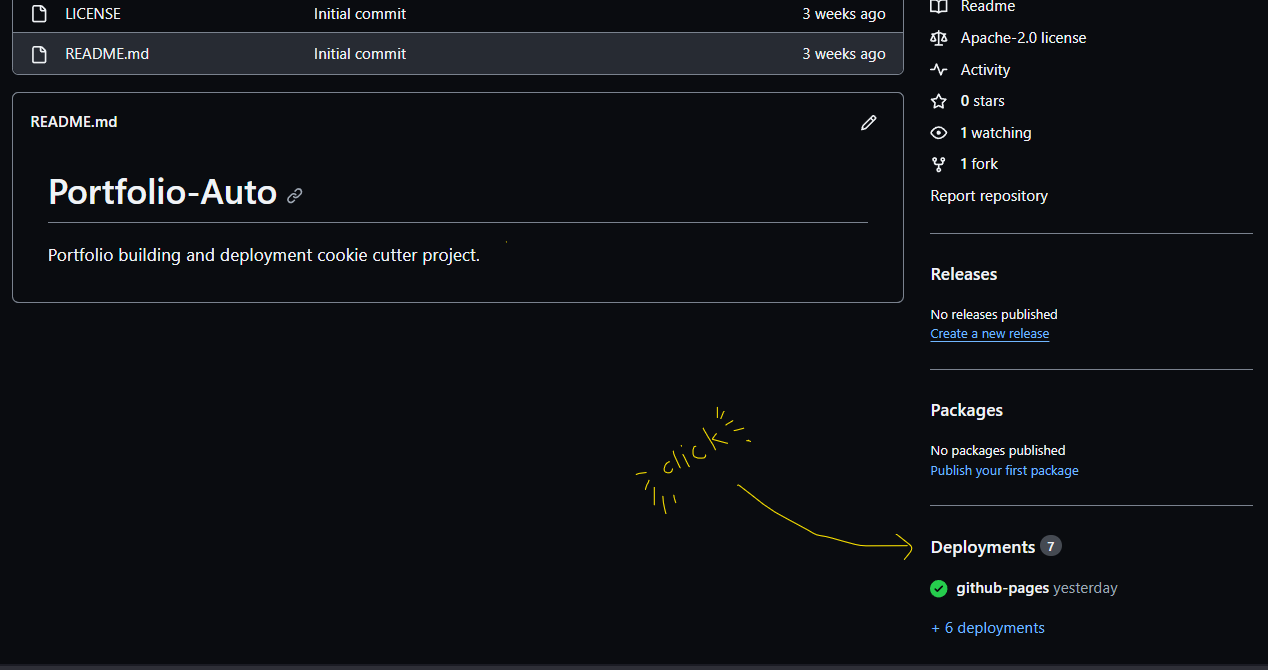 LICENSE Initial commit 3 weeks ago
README.md Initial commit 3 weeks ago
README.md
Portfolio-Auto
Portfolio building and deployment cookie cutter project.
click
Readme
Apache-2.0 license
Activity
0 stars
1 watching
1 fork
Report repository
Releases
No releases published
Create a new release
Packages
No packages published
Publish your first package
Deployments 7
github-pages yesterday
+ 6 deployments